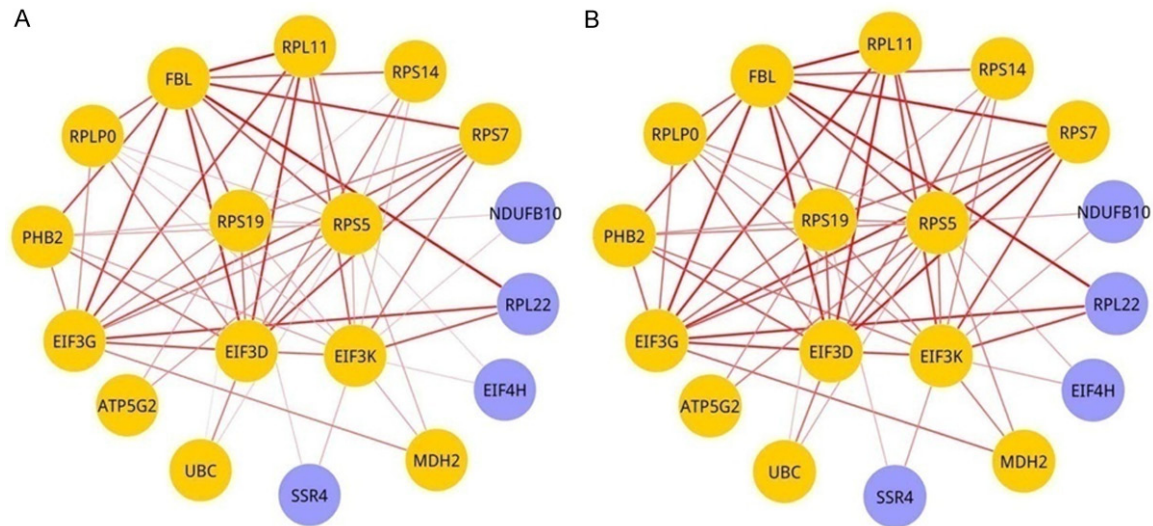 A
RPL11
FBL
RPS14
RPLP0
RPS7
RPS19
RPS5
NDUFB10
PHB2
RPL22
EIF3G
EIF3D
EIF3K
EIF4H
ATP5G2
UBC
MDH2
SSR4
B
RPL11
FBL
RPS14
RPLP0
RPS7
RPS19
RPS5
NDUFB10
PHB2
RPL22
EIF3G
EIF3D
EIF3K
EIF4H
ATP5G2
UBC
MDH2
SSR4